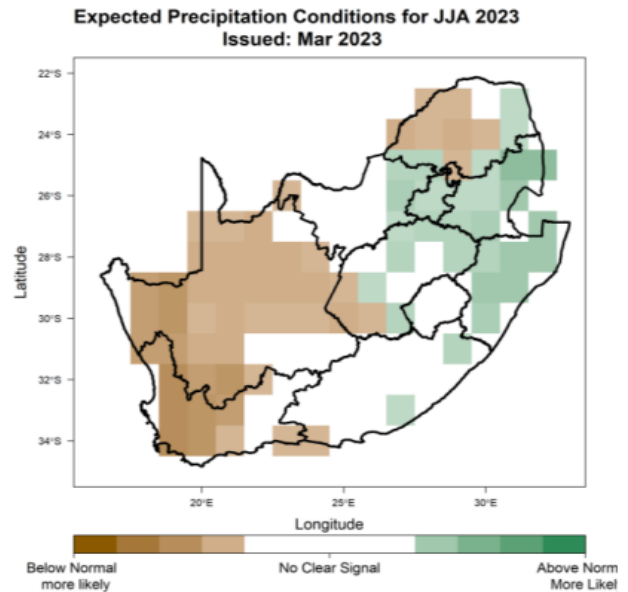 Expected Precipitation Conditions for JJA 2023
Issued: Mar 2023
22°S
24°S
26°S
28°S
30°S
32°S
34°S
Latitude
20°E 25°E 30°E
Longitude
Below Normal No Clear Signal Above Norm
more likely More Likel